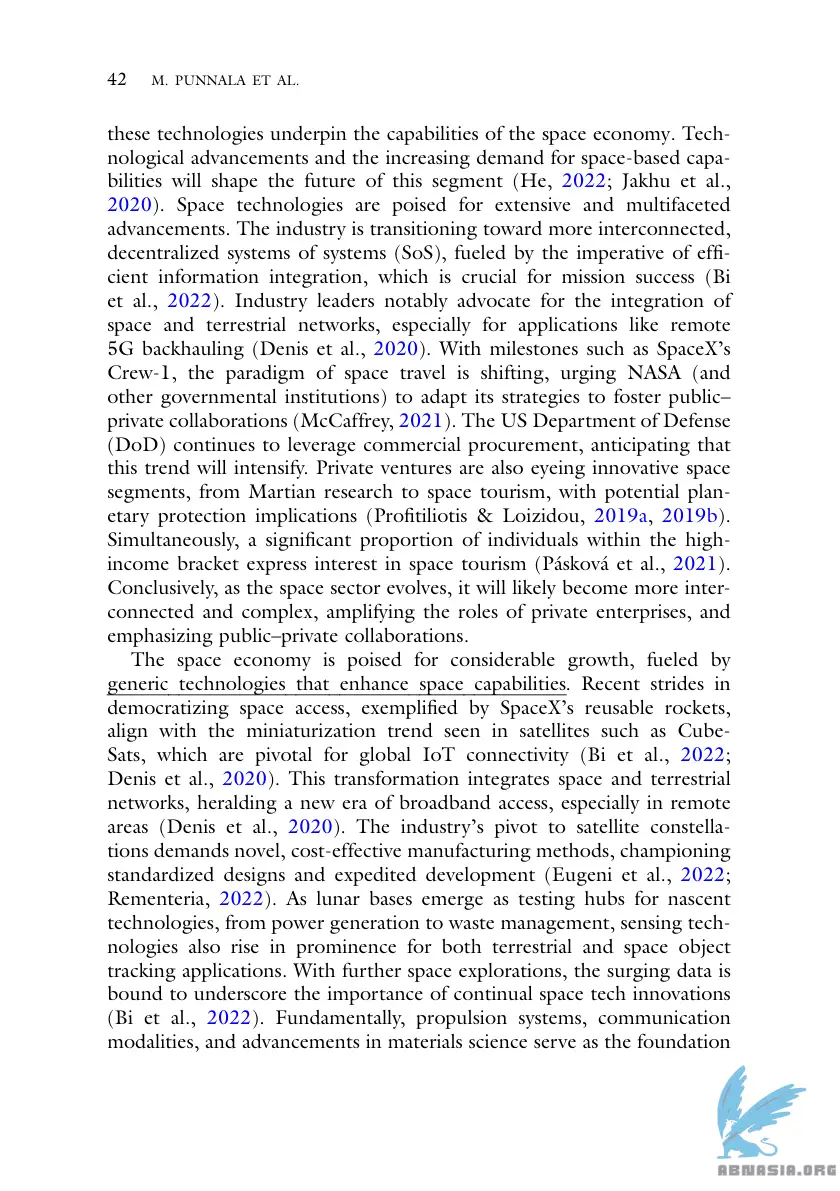 42 M. PUNNALA ET AL.
these technologies underpin the capabilities of the space economy. Tech-
nological advancements and the increasing demand for space-based capa-
bilities will shape the future of this segment (He, 2022; Jakhu et al.,
2020). Space technologies are poised for extensive and multifaceted
advancements. The industry is transitioning toward more interconnected,
decentralized systems of systems (SoS), fueled by the imperative of effi-
cient information integration, which is crucial for mission success (Bi
et al., 2022). Industry leaders notably advocate for the integration of
space and terrestrial networks, especially for applications like remote
5G backhauling (Denis et al., 2020). With milestones such as SpaceX's
Crew-1, the paradigm of space travel is shifting, urging NASA (and
other governmental institutions) to adapt its strategies to foster public–
private collaborations (McCaffrey, 2021). The US Department of Defense
(DoD) continues to leverage commercial procurement, anticipating that
this trend will intensify. Private ventures are also eyeing innovative space
segments, from Martian research to space tourism, with potential plan-
etary protection implications (Profitiliotis & Loizidou, 2019a, 2019b).
Simultaneously, a significant proportion of individuals within the high-
income bracket express interest in space tourism (Pásková et al., 2021).
Conclusively, as the space sector evolves, it will likely become more inter-
connected and complex, amplifying the roles of private enterprises, and
emphasizing public–private collaborations.
The space economy is poised for considerable growth, fueled by
generic technologies that enhance space capabilities. Recent strides in
democratizing space access, exemplified by SpaceX's reusable rockets,
align with the miniaturization trend seen in satellites such as Cube-
Sats, which are pivotal for global IoT connectivity (Bi et al., 2022;
Denis et al., 2020). This transformation integrates space and terrestrial
networks, heralding a new era of broadband access, especially in remote
areas (Denis et al., 2020). The industry's pivot to satellite constella-
tions demands novel, cost-effective manufacturing methods, championing
standardized designs and expedited development (Eugeni et al., 2022;
Rementeria, 2022). As lunar bases emerge as testing hubs for nascent
technologies, from power generation to waste management, sensing tech-
nologies also rise in prominence for both terrestrial and space object
tracking applications. With further space explorations, the surging data is
bound to underscore the importance of continual space tech innovations
(Bi et al., 2022). Fundamentally, propulsion systems, communication
modalities, and advancements in materials science serve as the foundation
ABNASIA.ORG